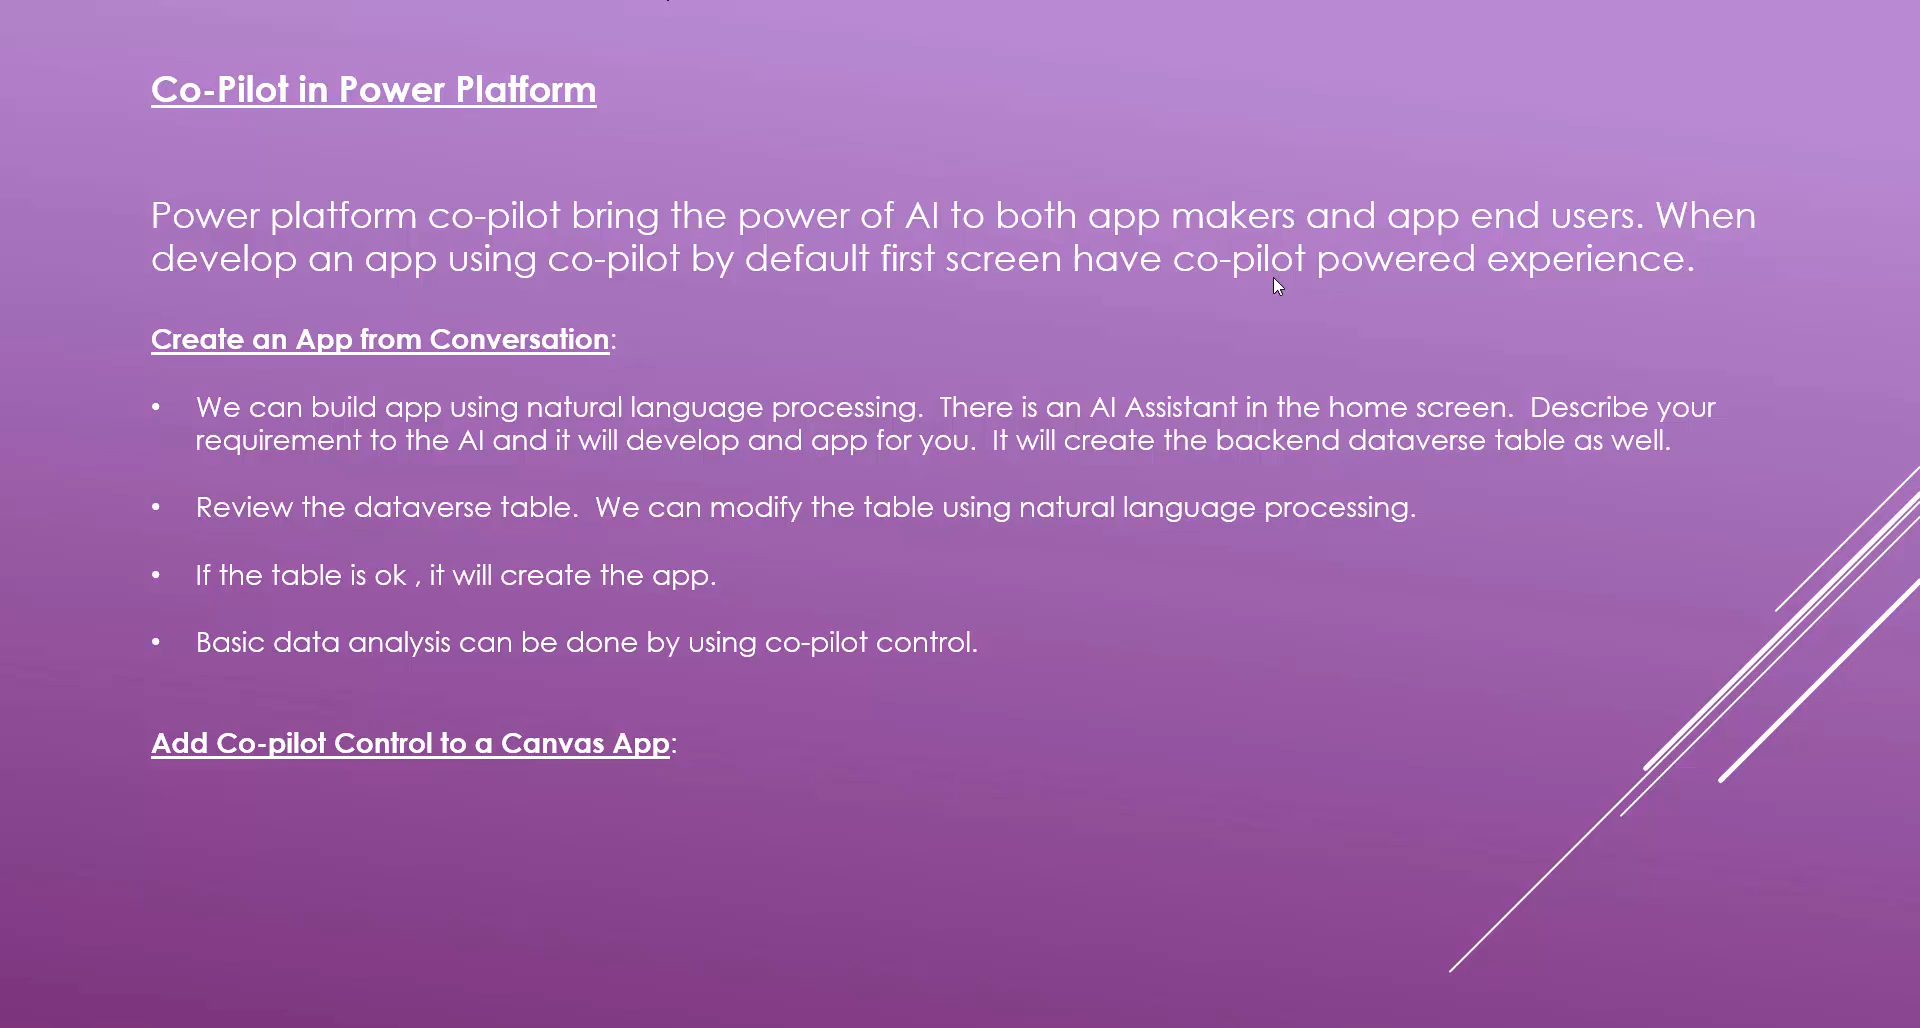 Co-Pilot in Power Platform
Power platform co-pilot bring the power of AI to both app makers and app end users. When
develop an app using co-pilot by default first screen have co-pilot powered experience.
Create an App from Conversation:
• We can build app using natural language processing.  There is an AI Assistant in the home screen.  Describe your
requirement to the AI and it will develop and app for you.  It will create the backend dataverse table as well.
• Review the dataverse table.  We can modify the table using natural language processing.
• If the table is ok , it will create the app.
• Basic data analysis can be done by using co-pilot control.
Add Co-pilot Control to a Canvas App: